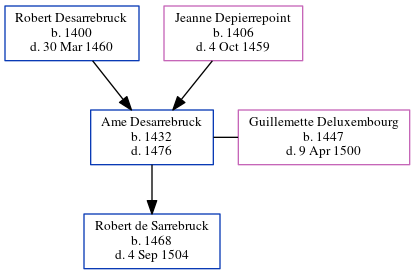 Robert Desarrebruck
b. 1400
d. 30 Mar 1460
Jeanne Depierrepoint
b. 1406
d. 4 Oct 1459
Ame Desarrebruck
b. 1432
d. 1476
Guillemette Deluxembourg
b. 1447
d. 9 Apr 1500
Robert de Sarrebruck
b. 1468
d. 4 Sep 1504